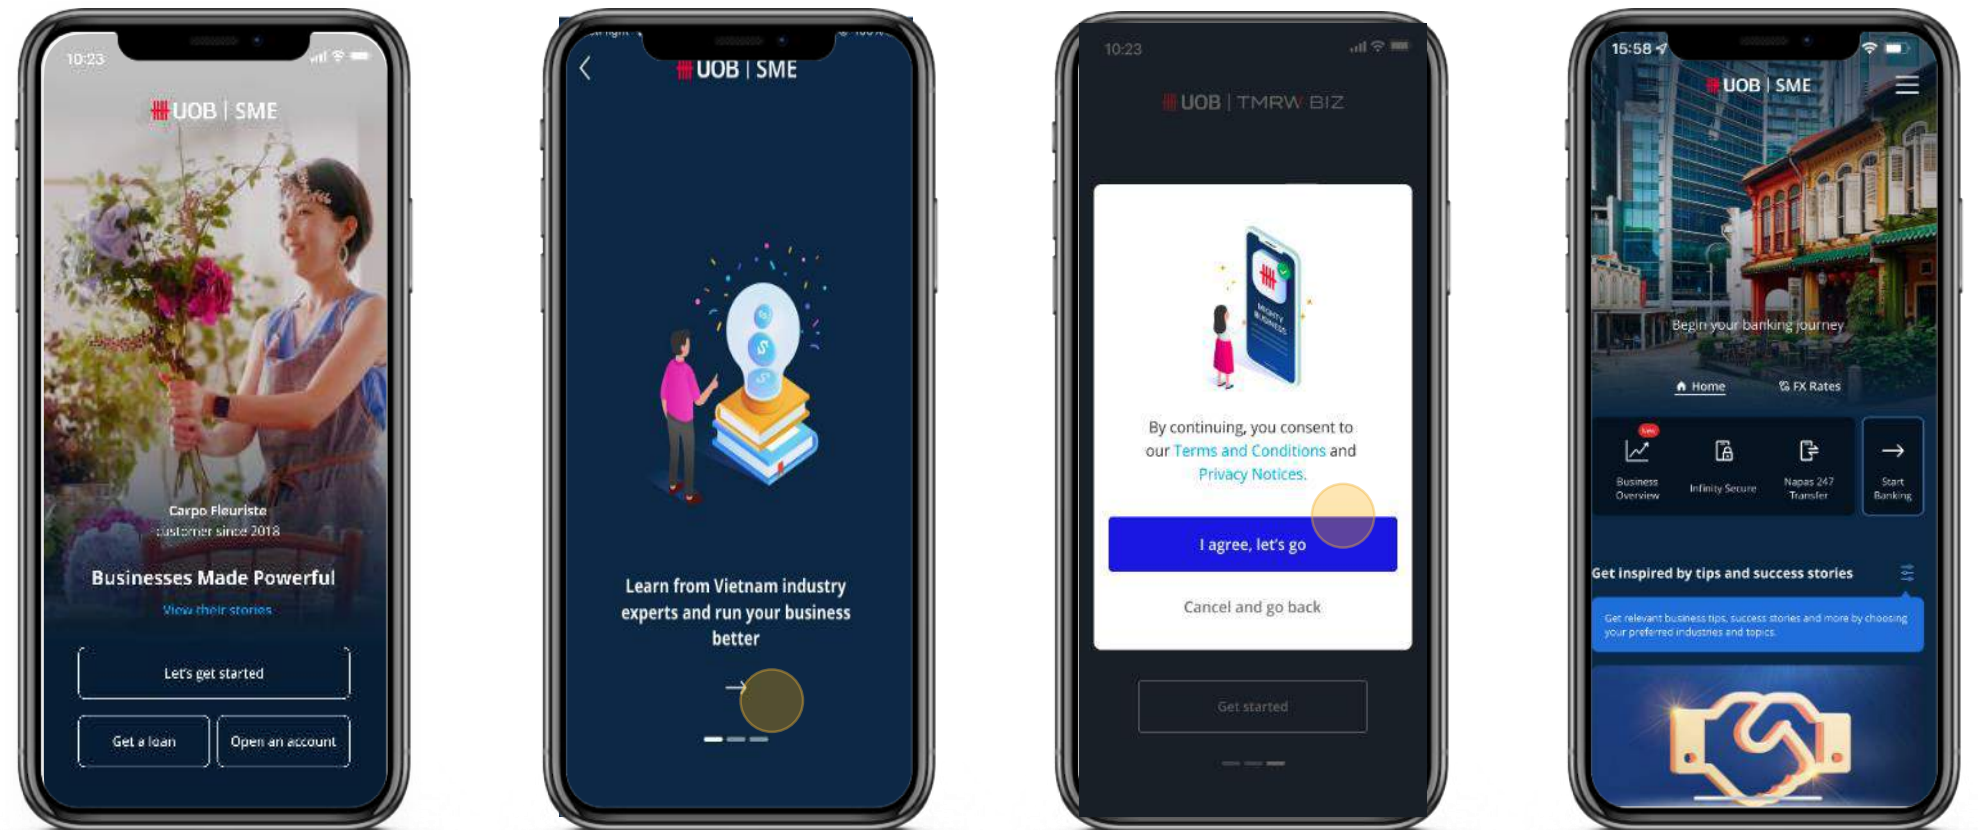 10:23
UOB | SME
Carpo Fleuriste
customer since 2018
Businesses Made Powerful
View their stories
Let's get started
Get a loan
Open an account
UOB | SME
Learn from Vietnam industry
experts and run your business
better
10:23
UOB | TMRW BIZ
MIGHTY
BUSINESS
By continuing, you consent to
our Terms and Conditions and
Privacy Notices.
I agree, let's go
Cancel and go back
Get started
15:58
UOB | SME
Begin your banking journey
Home
FX Rates
New
Business
Overview
Infinity Secure
Napas 247
Transfer
Start
Banking
Get inspired by tips and success stories
Get relevant business tips, success stories and more by choosing
your preferred industries and topics.